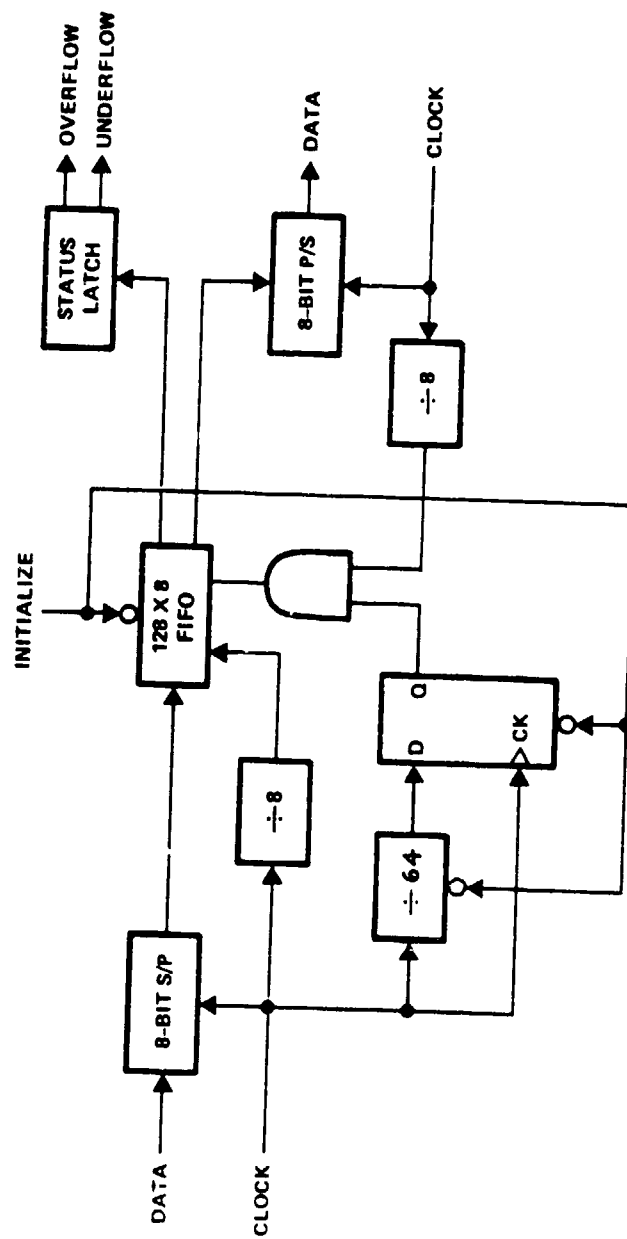 INITIALIZE
STATUS
LATCH
OVERFLOW
UNDERFLOW
DATA
8-BIT S/P
128 X 8
FIFO
8-BIT P/S
DATA
CLOCK
÷8
÷8
CLOCK
÷64
D
Q
CK